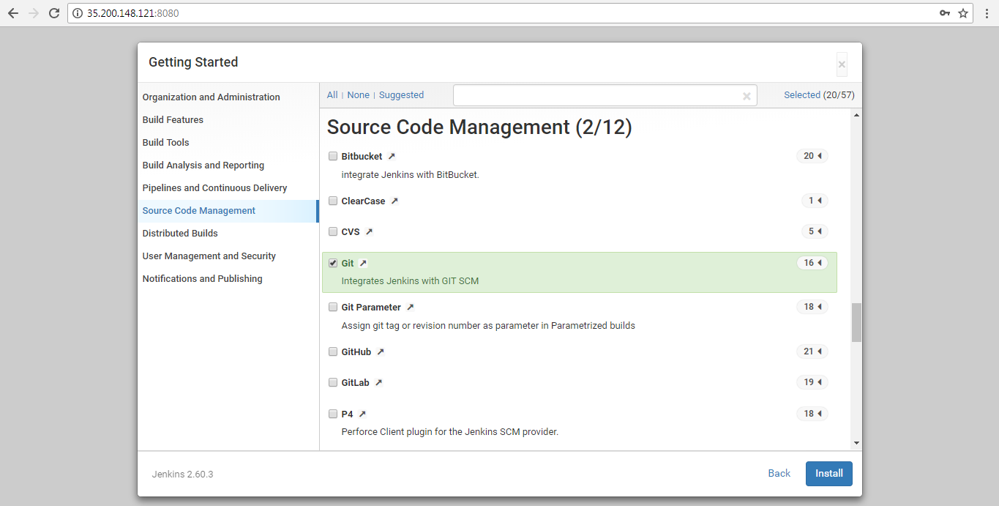 35.200.148.121:8080
Getting Started
Organization and Administration
Build Features
Build Tools
Build Analysis and Reporting
Pipelines and Continuous Delivery
Source Code Management
Distributed Builds
User Management and Security
Notifications and Publishing
All | None | Suggested
Selected (20/57)
Source Code Management (2/12)
Bitbucket 20
integrate Jenkins with BitBucket.
ClearCase 1
CVS 5
Git 16
Integrates Jenkins with GIT SCM
Git Parameter 18
Assign git tag or revision number as parameter in Parametrized builds
GitHub 21
GitLab 19
P4 18
Perforce Client plugin for the Jenkins SCM provider.
Jenkins 2.60.3
Back
Install